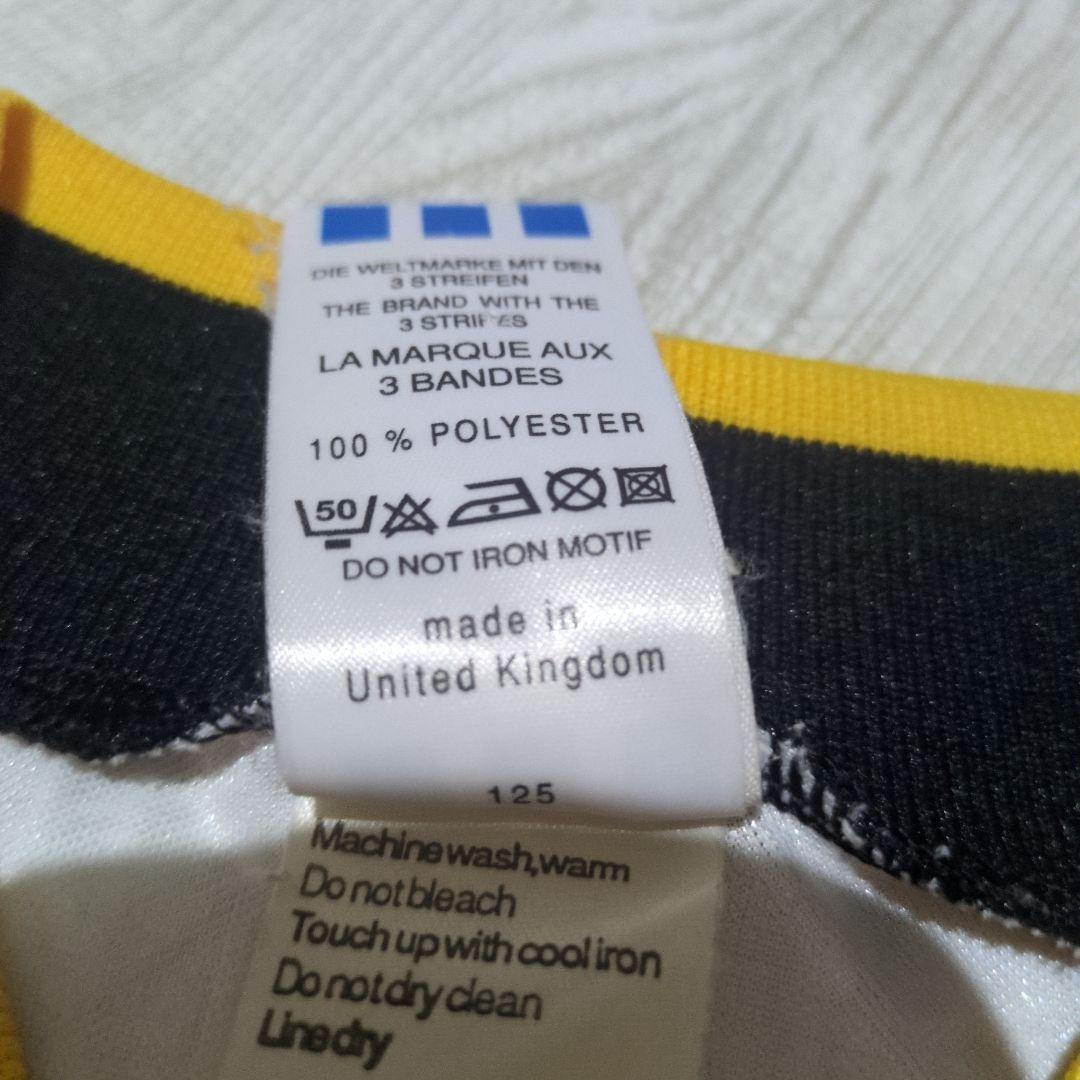 DIE WELTMARKE MIT DEN
3 STREIFEN
THE BRAND WITH THE
3 STRIPES
LA MARQUE AUX
3 BANDES
100 % POLYESTER
50
DO NOT IRON MOTIF
made in
United Kingdom
125
Machine wash, warm
Do not bleach
Touch up with cool iron
Do not dry clean
Line dry